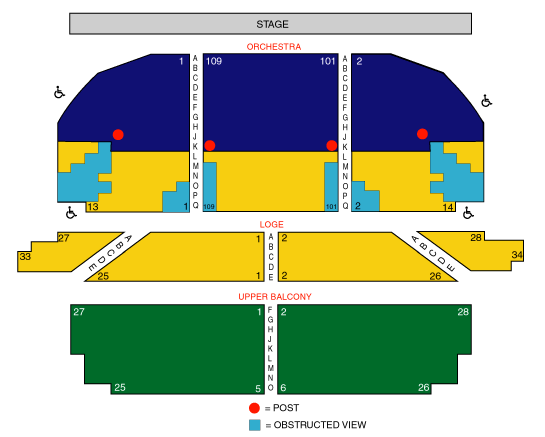 STAGE
ORCHESTRA
1 109 101 2
A A
B B
C C
D D
E E
F F
G G
H H
J J
K K
L L
M M
N N
O O
P P
Q Q
13 1 109 101 2 14
LOGE
27 1 A 2 28
33 A B C D E B C D A B C D E 34
25 1 E 2 26
UPPER BALCONY
27 1 F 2 28
G
H
J
K
L
M
N
25 5 O 6 26
= POST
= OBSTRUCTED VIEW